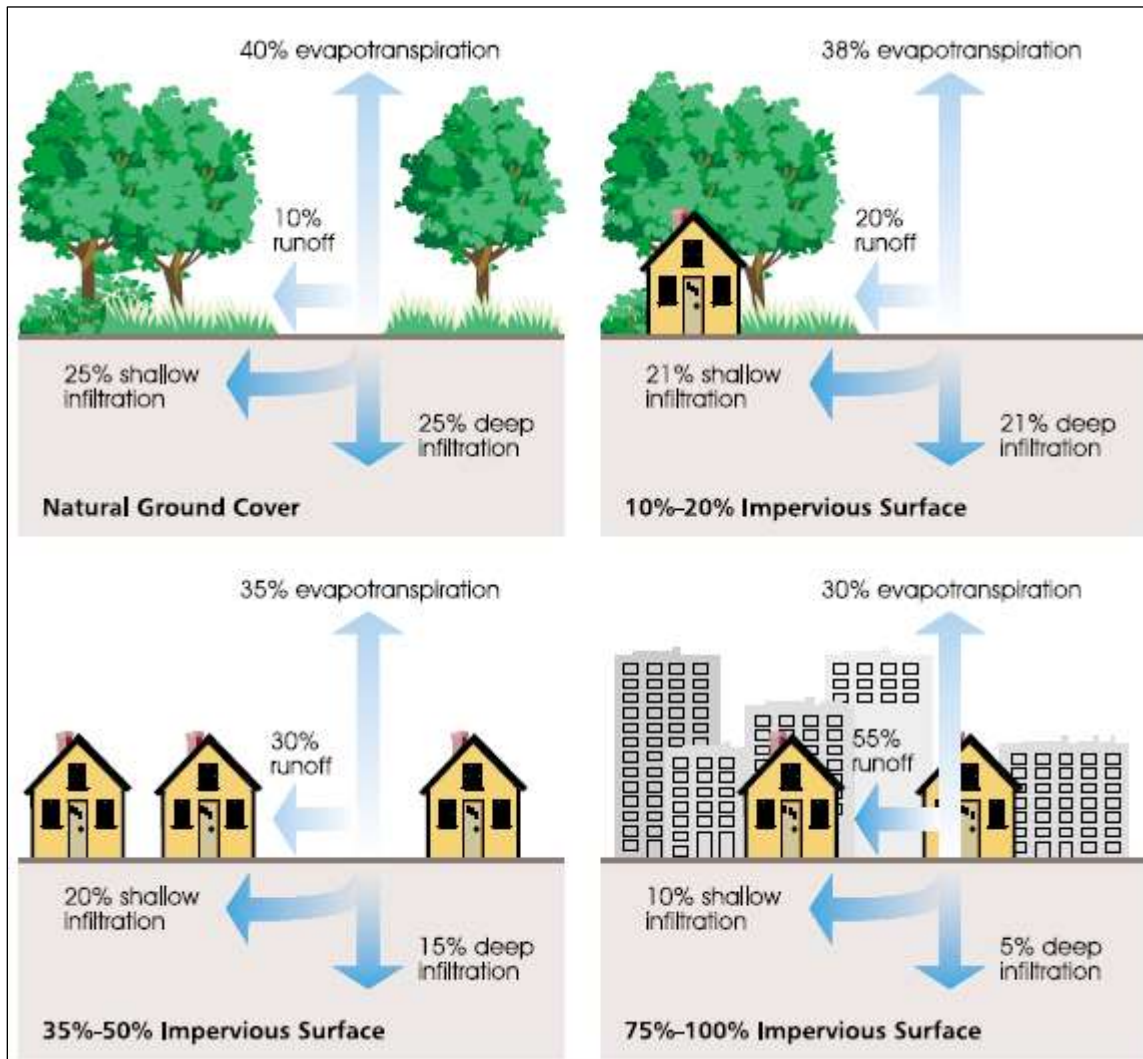 40% evapotranspiration
10%
runoff
25% shallow
infiltration
25% deep
infiltration
Natural Ground Cover
38% evapotranspiration
20%
runoff
21% shallow
infiltration
21% deep
infiltration
10%–20% Impervious Surface
35% evapotranspiration
30%
runoff
20% shallow
infiltration
15% deep
infiltration
35%–50% Impervious Surface
30% evapotranspiration
55%
runoff
10% shallow
infiltration
5% deep
infiltration
75%–100% Impervious Surface